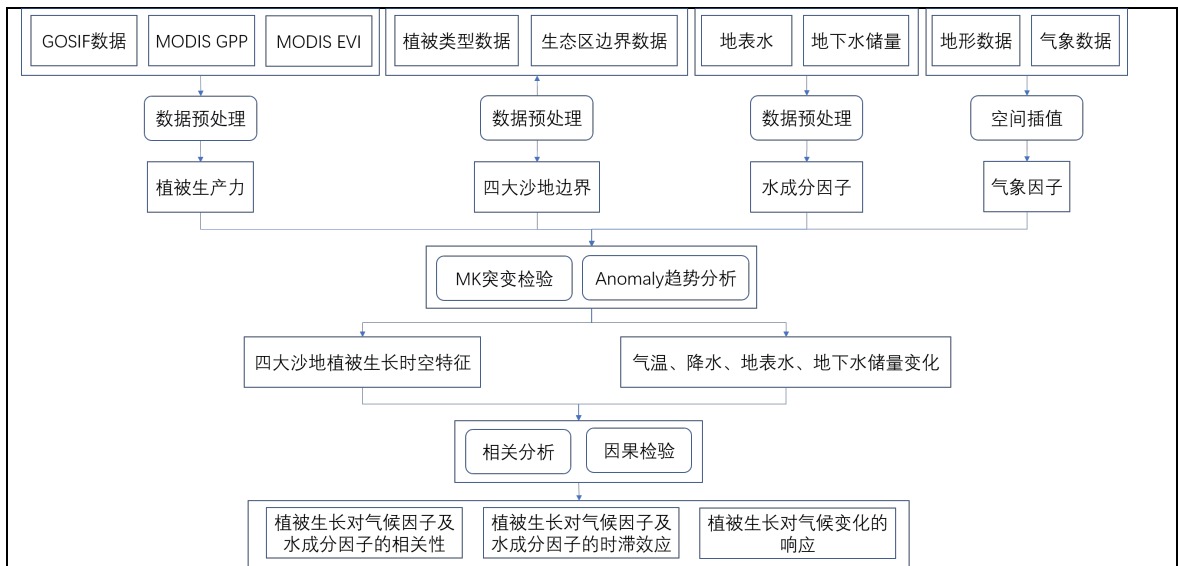 GOSIF数据
MODIS GPP
MODIS EVI
植被类型数据
生态区边界数据
地表水
地下水储量
地形数据
气象数据
数据预处理
数据预处理
数据预处理
空间插值
植被生产力
四大沙地边界
水成分因子
气象因子
MK突变检验
Anomaly趋势分析
四大沙地植被生长时空特征
气温、降水、地表水、地下水储量变化
相关分析
因果检验
植被生长对气候因子及
水成分因子的相关性
植被生长对气候因子及
水成分因子的时滞效应
植被生长对气候变化的
响应